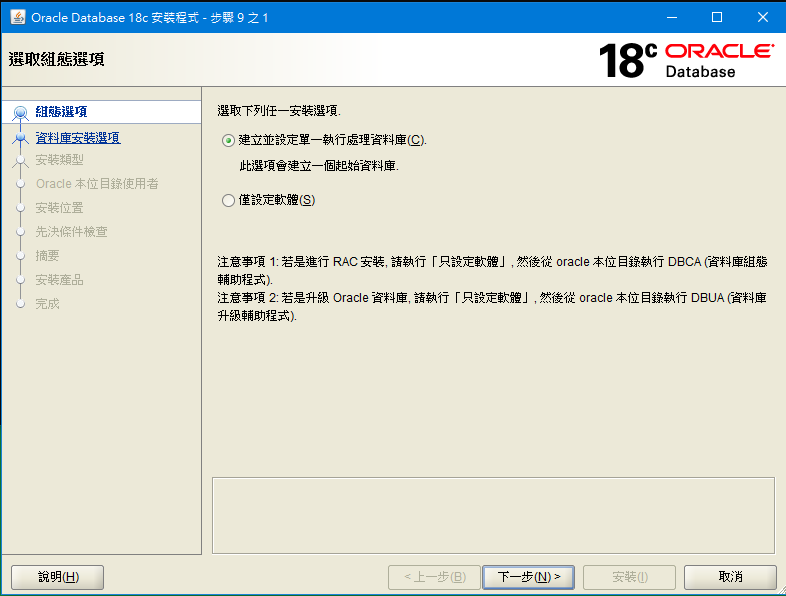 Oracle Database 18c 安裝程式 - 步驟 9 之 1
選取組態選項
18c ORACLE
Database
組態選項
資料庫安裝選項
安裝類型
Oracle 本位目錄使用者
安裝位置
先決條件檢查
摘要
安裝產品
完成
選取下列任一安裝選項.
建立並設定單一執行處理資料庫(C).
此選項會建立一個起始資料庫.
僅設定軟體(S)
注意事項 1: 若是進行 RAC 安裝, 請執行「只設定軟體」, 然後從 oracle 本位目錄執行 DBCA (資料庫組態
輔助程式).
注意事項 2: 若是升級 Oracle 資料庫, 請執行「只設定軟體」, 然後從 oracle 本位目錄執行 DBUA (資料庫
升級輔助程式).
說明(H)
< 上一步(B)
下一步(N) >
安裝(I)
取消